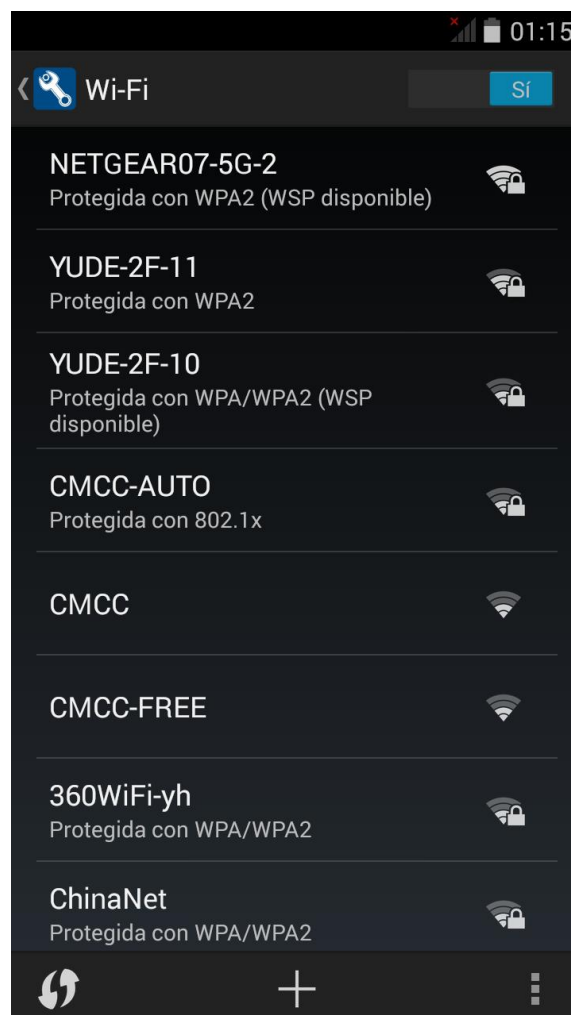 01:15
Wi-Fi
Sí
NETGEAR07-5G-2
Protegida con WPA2 (WSP disponible)
YUDE-2F-11
Protegida con WPA2
YUDE-2F-10
Protegida con WPA/WPA2 (WSP
disponible)
CMCC-AUTO
Protegida con 802.1x
CMCC
CMCC-FREE
360WiFi-yh
Protegida con WPA/WPA2
ChinaNet
Protegida con WPA/WPA2